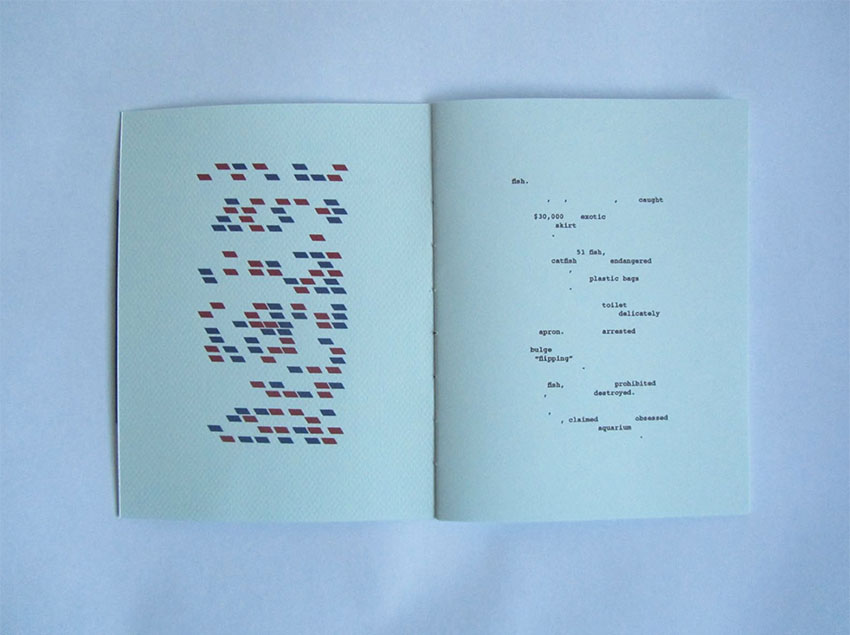 fish.
, , , caught
$30,000 exotic
skirt
.
51 fish,
catfish endangered
,
plastic bags
.
toilet
delicately
apron. arrested
bulge
"flipping"
.
fish, prohibited
, destroyed.
,
, claimed obsessed
aquarium
.